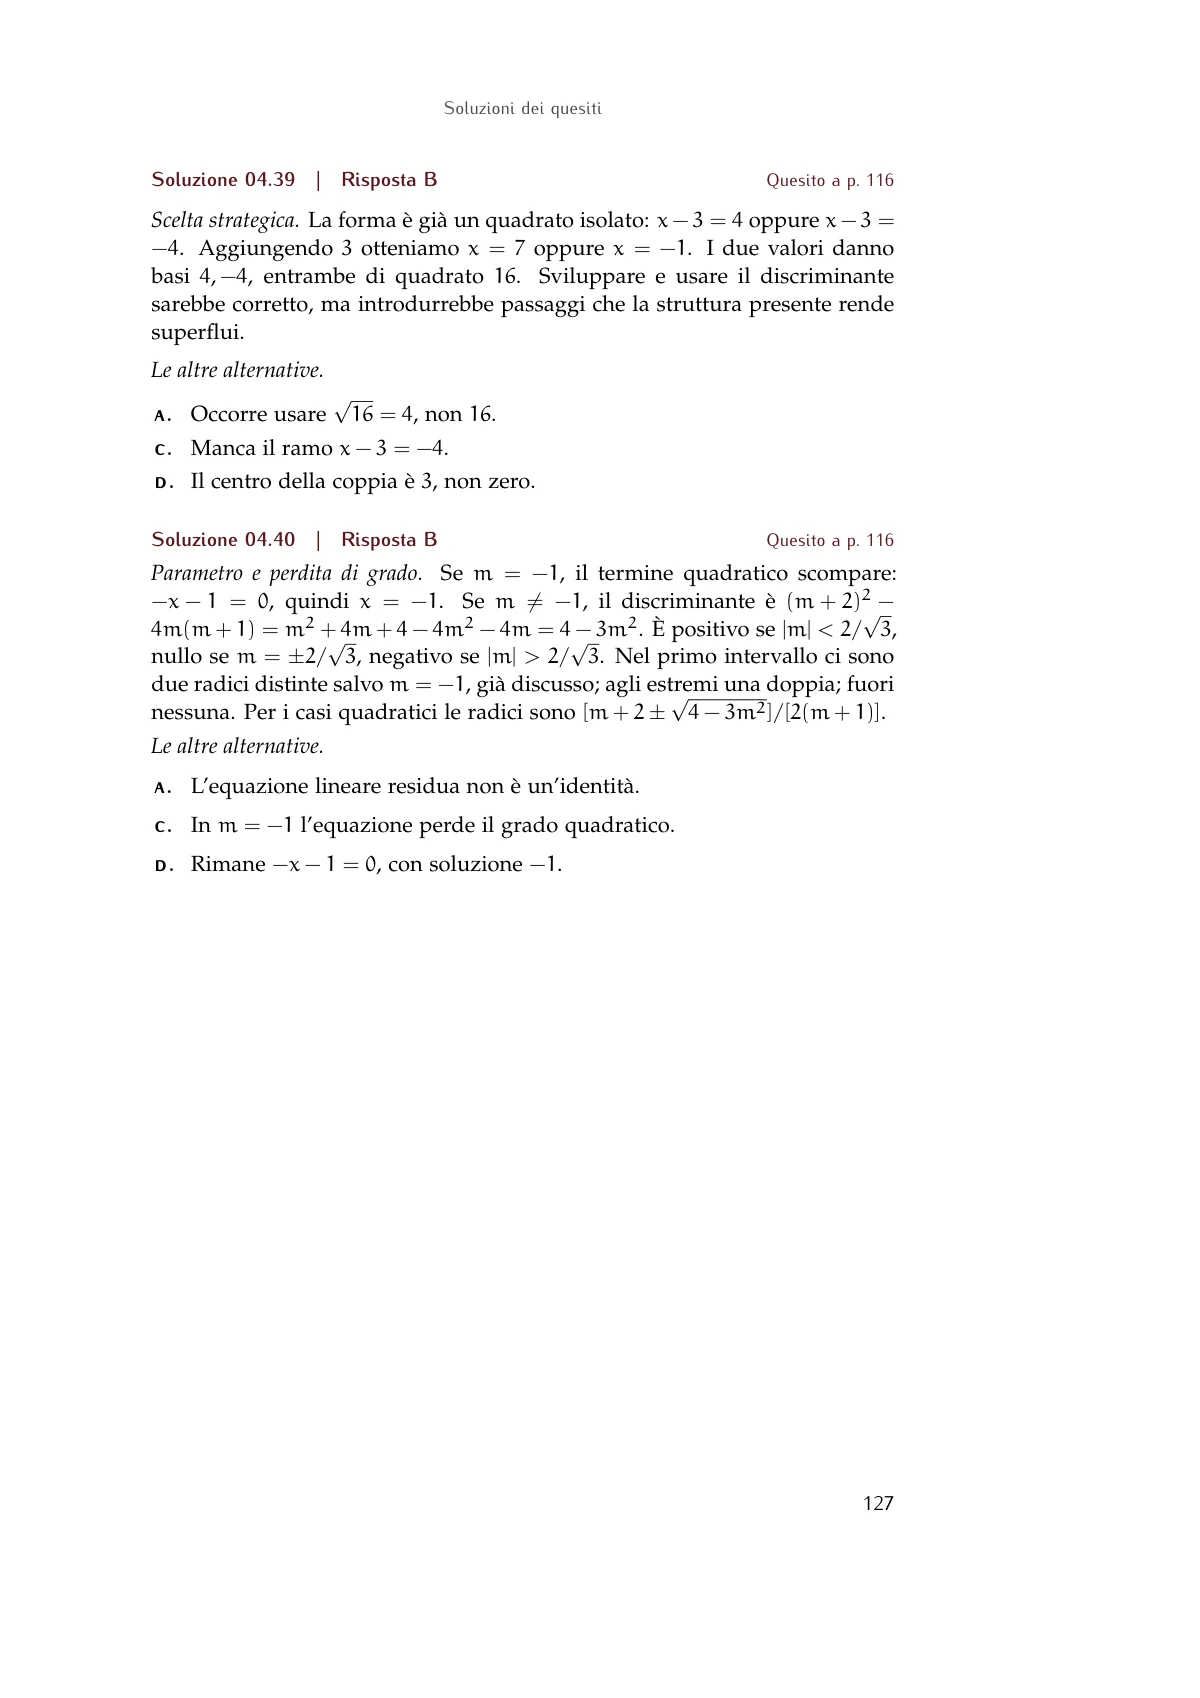 Soluzioni dei quesiti
Soluzione 04.39 | Risposta B Quesito a p. 116
Scelta strategica. La forma è già un quadrato isolato: x − 3 = 4 oppure x − 3 =
−4. Aggiungendo 3 otteniamo x = 7 oppure x = −1. I due valori danno
basi 4, −4, entrambe di quadrato 16. Sviluppare e usare il discriminante
sarebbe corretto, ma introdurrebbe passaggi che la struttura presente rende
superflui.
Le altre alternative.
A. Occorre usare √16 = 4, non 16.
C. Manca il ramo x − 3 = −4.
D. Il centro della coppia è 3, non zero.
Soluzione 04.40 | Risposta B Quesito a p. 116
Parametro e perdita di grado. Se m = −1, il termine quadratico scompare:
−x − 1 = 0, quindi x = −1. Se m ≠ −1, il discriminante è (m + 2)² −
4m(m + 1) = m² + 4m + 4 − 4m² − 4m = 4 − 3m². È positivo se |m| < 2/√3,
nullo se m = ±2/√3, negativo se |m| > 2/√3. Nel primo intervallo ci sono
due radici distinte salvo m = −1, già discusso; agli estremi una doppia; fuori
nessuna. Per i casi quadratici le radici sono [m + 2 ± √(4 − 3m²)]/[2(m + 1)].
Le altre alternative.
A. L'equazione lineare residua non è un'identità.
C. In m = −1 l'equazione perde il grado quadratico.
D. Rimane −x − 1 = 0, con soluzione −1.
127